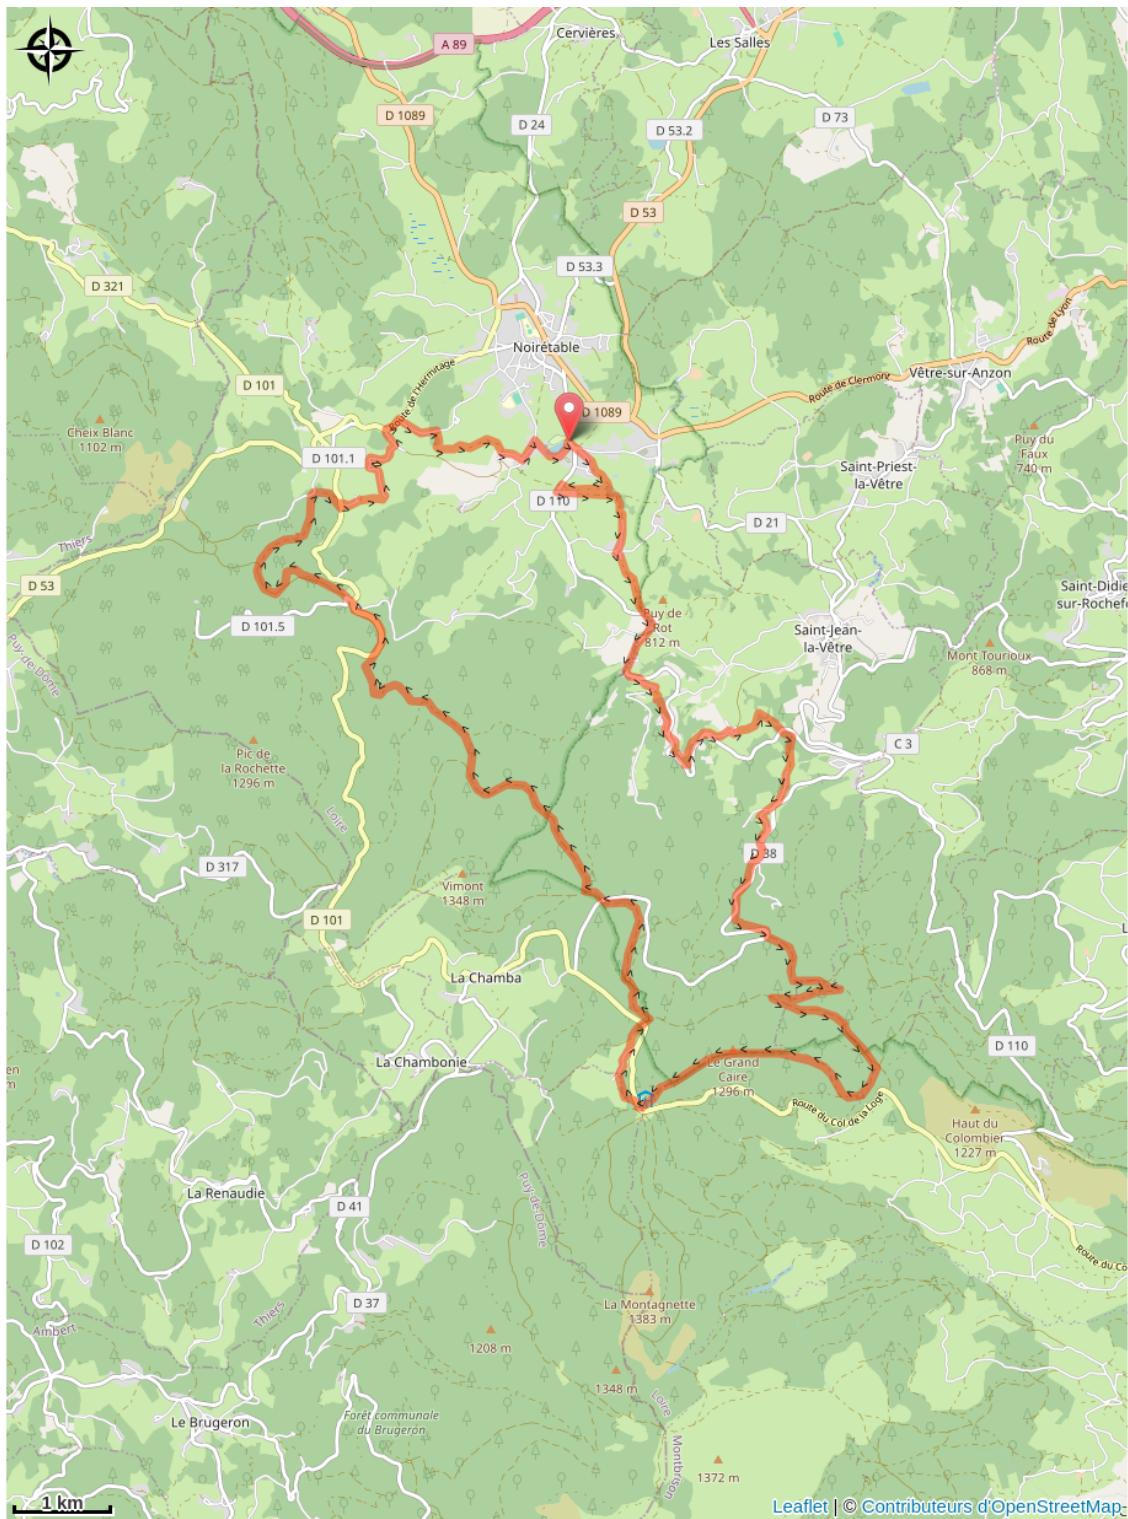 Cervières
Les Salles
A 89
D 1089
D 24
D 53.2
D 73
D 53
D 53.3
D 321
Route de Lyon
Noirétable
Route de l'Hermitage
D 101
Route de Clermont
Vêtre-sur-Anzon
D 1089
Cheix Blanc
1102 m
Puy du
Faux
740 m
D 101.1
Saint-Priest-
la-Vêtre
D 110
D 21
Thiers
D 53
Saint-Didie
sur-Rochefo
Puy de
Rot
812 m
D 101.5
Saint-Jean-
la-Vêtre
Mont Tourioux
868 m
Puy-de-Dôme
Pic de
la Rochette
1296 m
C 3
Loire
D 38
D 317
Vimont
1348 m
D 101
L
La Chamba
D 110
La Chambonie
Le Grand
Caire
1296 m
en
m
Route du Col de la Loge
Haut du
Colombier
1227 m
La Renaudie
D 41
Puy-de-Dôme
D 102
Route du Co
D 37
La Montagnette
1383 m
Thiers
Ambert
1208 m
1348 m
Loire
Le Brugeron
Forêt communale
du Brugeron
Montbrison
1372 m
1 km
Leaflet | © Contributeurs d'OpenStreetMap